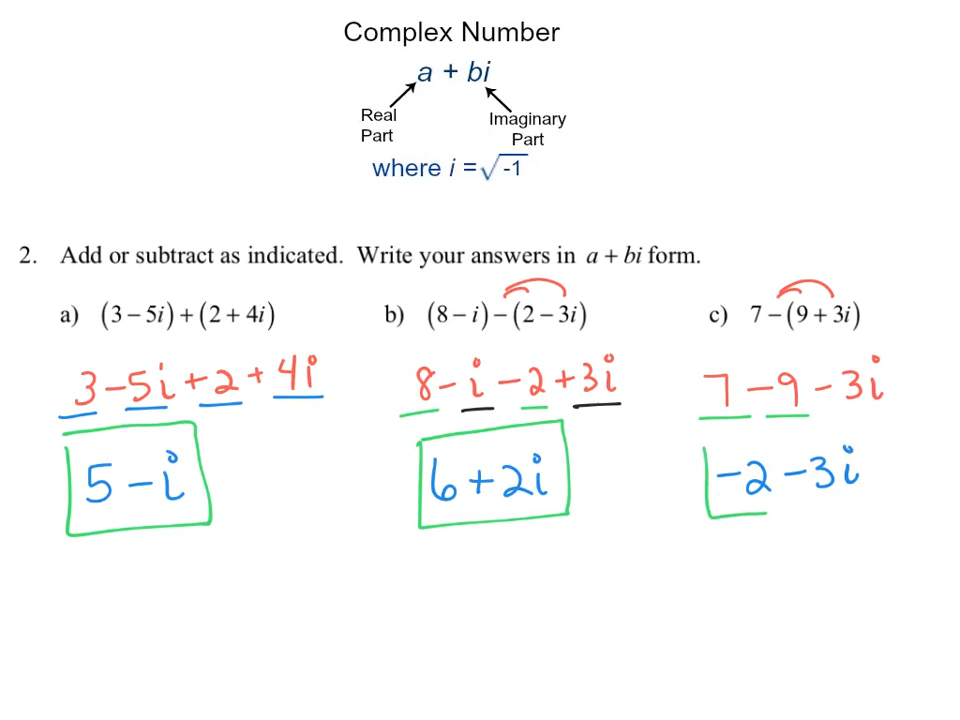 Complex Number
a + bi
Real Part
Imaginary Part
where i = √-1
2. Add or subtract as indicated. Write your answers in a + bi form.
a) (3 – 5i) + (2 + 4i) b) (8 – i) – (2 – 3i) c) 7 – (9 + 3i)
3 - 5i + 2 + 4i 8 - i - 2 + 3i 7 - 9 - 3i
5 - i 6 + 2i -2 - 3i